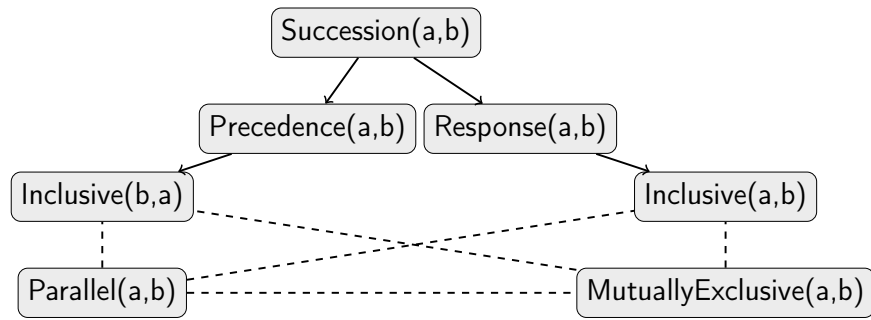 Succession(a,b)
Precedence(a,b) Response(a,b)
Inclusive(b,a) Inclusive(a,b)
Parallel(a,b) MutuallyExclusive(a,b)